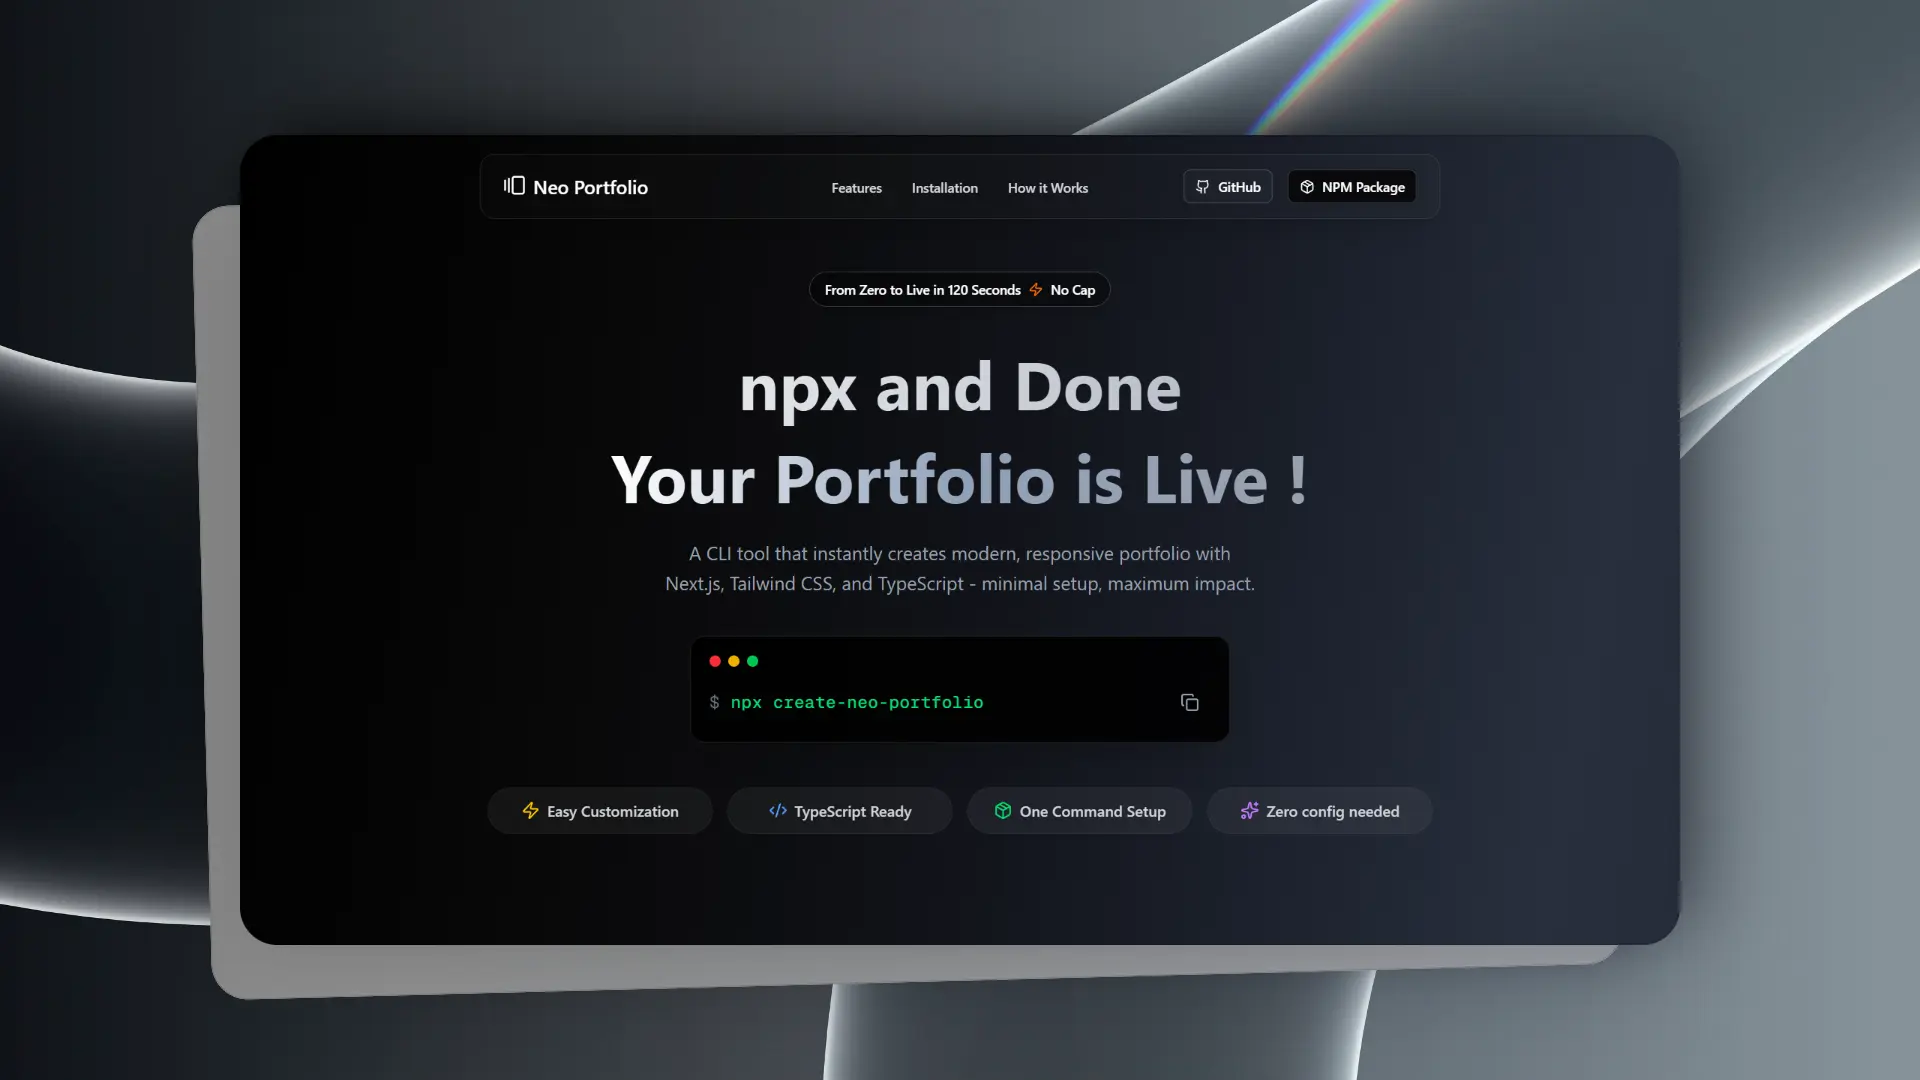 Neo Portfolio
Features
Installation
How it Works
GitHub
NPM Package
From Zero to Live in 120 Seconds No Cap
npx and Done
Your Portfolio is Live !
A CLI tool that instantly creates modern, responsive portfolio with
Next.js, Tailwind CSS, and TypeScript - minimal setup, maximum impact.
$ npx create-neo-portfolio
Easy Customization
TypeScript Ready
One Command Setup
Zero config needed